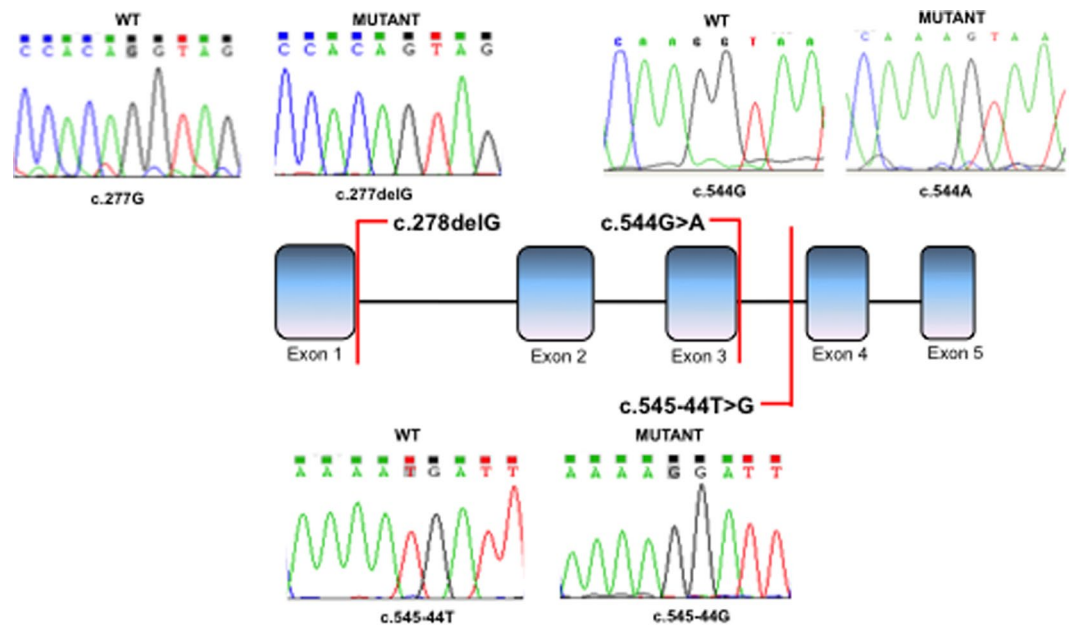 WT MUTANT WT MUTANT
C C A C A G G T A G
C C A C A G T A G
G A A G G T A A
C A A A G T A A
c.277G
c.277delG
c.544G
c.544A
c.278delG
c.544G>A
Exon 1
Exon 2
Exon 3
Exon 4
Exon 5
c.545-44T>G
WT MUTANT
A A A A T G A T T
A A A A G G A T T
c.545-44T
c.545-44G